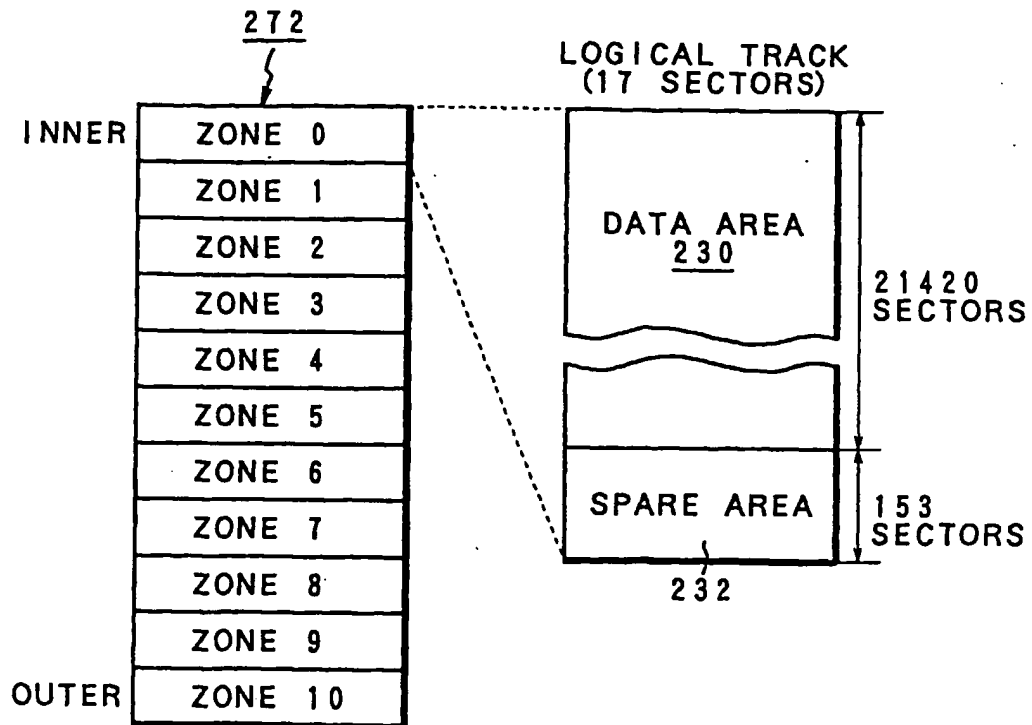 272
INNER
ZONE 0
ZONE 1
ZONE 2
ZONE 3
ZONE 4
ZONE 5
ZONE 6
ZONE 7
ZONE 8
ZONE 9
OUTER
ZONE 10
LOGICAL TRACK
(17 SECTORS)
DATA AREA
230
21420
SECTORS
SPARE AREA
153
SECTORS
232